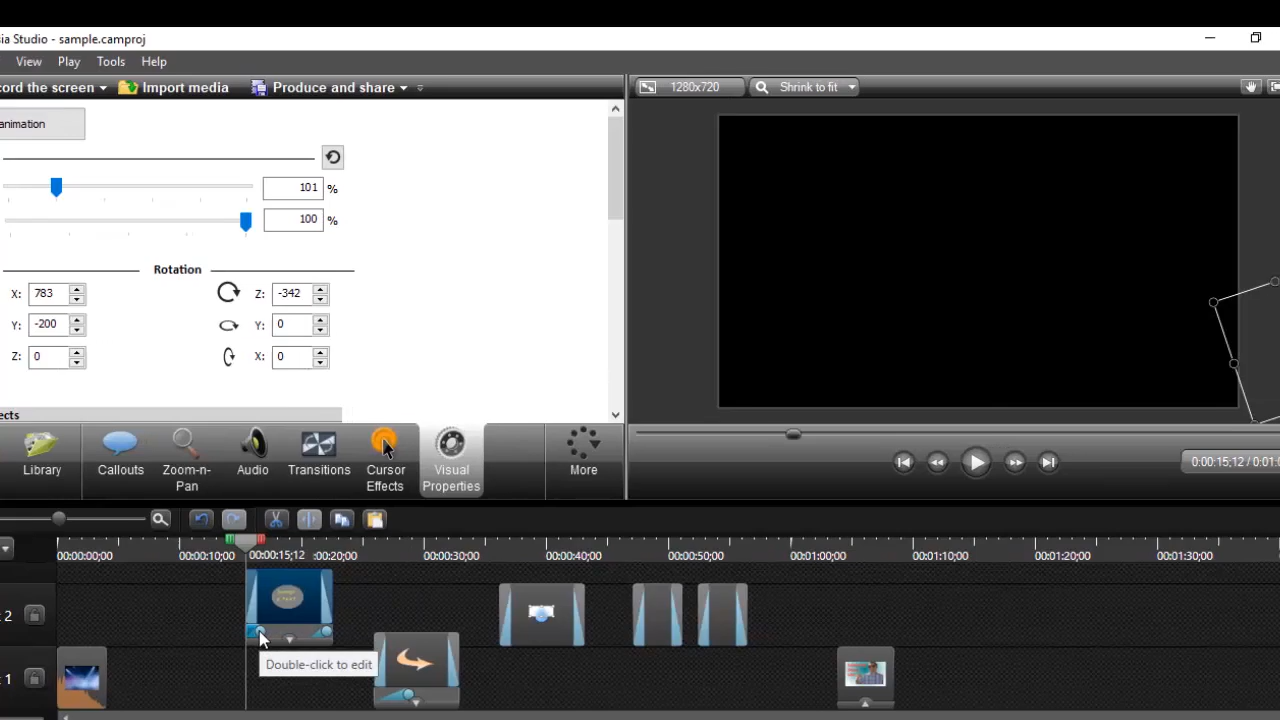 ia Studio - sample.camproj
View Play Tools Help
cord the screen Import media Produce and share
1280x720 Shrink to fit
animation
101 %
100 %
Rotation
X: 783 Z: -342
Y: -200 Y: 0
Z: 0 X: 0
ects
Library Callouts Zoom-n-Pan Audio Transitions Cursor Effects Visual Properties More
0:00:15;12 / 0:01:0
00:00:00;00 00:00:10;00 00:00:15;12 :00:20;00 00:00:30;00 00:00:40;00 00:00:50;00 00:01:00;00 00:01:10;00 00:01:20;00 00:01:30;00
2
Double-click to edit
1